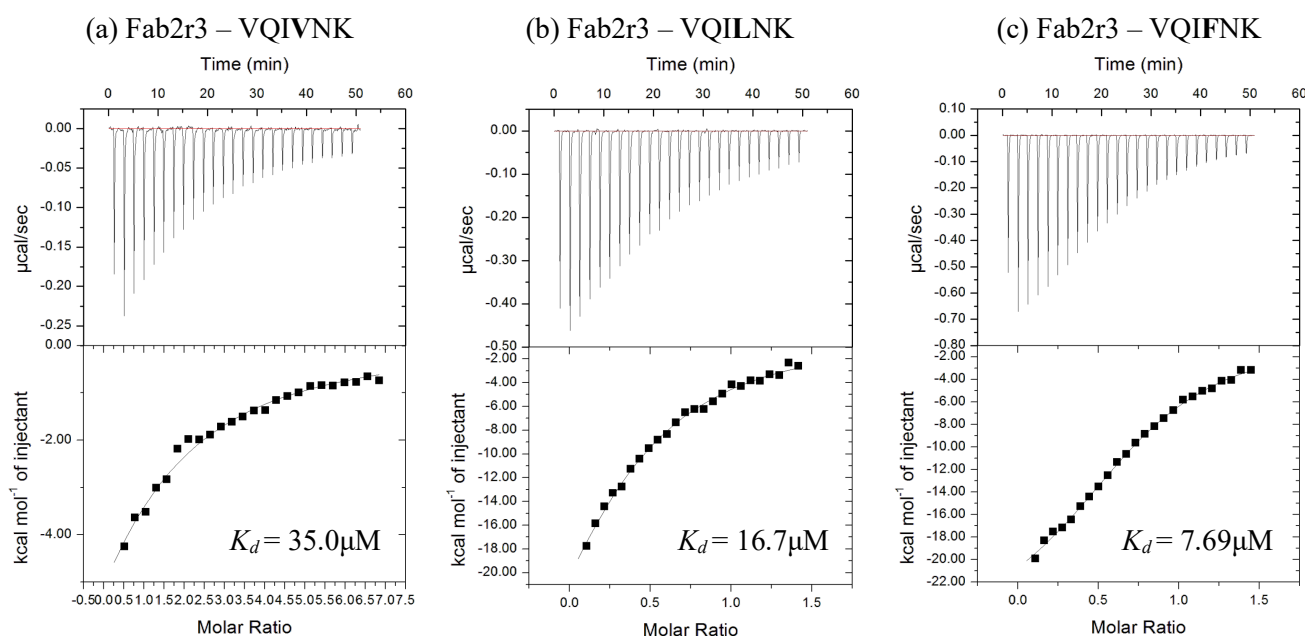 (a) Fab2r3 – VQIVNK
Time (min)
0 10 20 30 40 50 60
0.00
-0.05
-0.10
-0.15
-0.20
-0.25
µcal/sec
0.00
-2.00
-4.00
kcal mol⁻¹ of injectant
K_d = 35.0µM
-0.50.00.51.01.52.02.53.03.54.04.55.05.56.06.57.07.5
Molar Ratio
(b) Fab2r3 – VQILNK
Time (min)
0 10 20 30 40 50 60
0.00
-0.10
-0.20
-0.30
-0.40
-0.50
µcal/sec
-2.00
-4.00
-6.00
-8.00
-10.00
-12.00
-14.00
-16.00
-18.00
-20.00
kcal mol⁻¹ of injectant
K_d = 16.7µM
0.0 0.5 1.0 1.5
Molar Ratio
(c) Fab2r3 – VQIFNK
Time (min)
0 10 20 30 40 50 60
0.10
0.00
-0.10
-0.20
-0.30
-0.40
-0.50
-0.60
-0.70
-0.80
µcal/sec
-2.00
-4.00
-6.00
-8.00
-10.00
-12.00
-14.00
-16.00
-18.00
-20.00
-22.00
kcal mol⁻¹ of injectant
K_d = 7.69µM
0.0 0.5 1.0 1.5
Molar Ratio